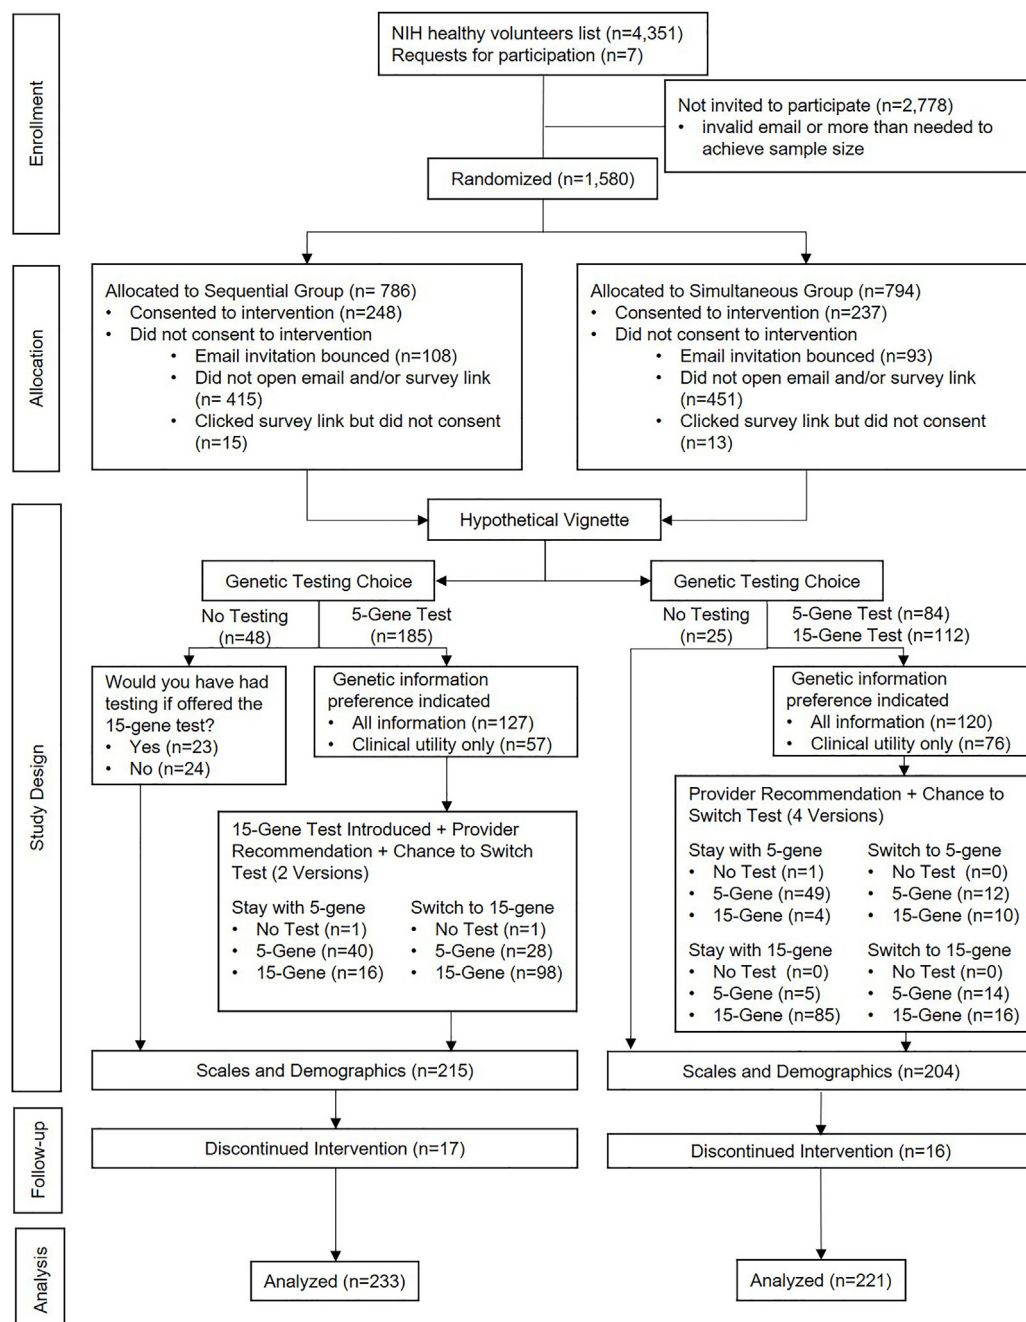 Enrollment
NIH healthy volunteers list (n=4,351)
Requests for participation (n=7)
Not invited to participate (n=2,778)
• invalid email or more than needed to
achieve sample size
Randomized (n=1,580)
Allocation
Allocated to Sequential Group (n= 786)
• Consented to intervention (n=248)
• Did not consent to intervention
• Email invitation bounced (n=108)
• Did not open email and/or survey link
(n= 415)
• Clicked survey link but did not consent
(n=15)
Allocated to Simultaneous Group (n=794)
• Consented to intervention (n=237)
• Did not consent to intervention
• Email invitation bounced (n=93)
• Did not open email and/or survey link
(n=451)
• Clicked survey link but did not consent
(n=13)
Study Design
Hypothetical Vignette
Genetic Testing Choice
No Testing
(n=48)
5-Gene Test
(n=185)
Would you have had
testing if offered the
15-gene test?
• Yes (n=23)
• No (n=24)
Genetic information
preference indicated
• All information (n=127)
• Clinical utility only (n=57)
15-Gene Test Introduced + Provider
Recommendation + Chance to Switch
Test (2 Versions)
Stay with 5-gene
• No Test (n=1)
• 5-Gene (n=40)
• 15-Gene (n=16)
Switch to 15-gene
• No Test (n=1)
• 5-Gene (n=28)
• 15-Gene (n=98)
Scales and Demographics (n=215)
Genetic Testing Choice
No Testing
(n=25)
5-Gene Test (n=84)
15-Gene Test (n=112)
Genetic information
preference indicated
• All information (n=120)
• Clinical utility only (n=76)
Provider Recommendation + Chance to
Switch Test (4 Versions)
Stay with 5-gene
• No Test (n=1)
• 5-Gene (n=49)
• 15-Gene (n=4)
Switch to 5-gene
• No Test (n=0)
• 5-Gene (n=12)
• 15-Gene (n=10)
Stay with 15-gene
• No Test (n=0)
• 5-Gene (n=5)
• 15-Gene (n=85)
Switch to 15-gene
• No Test (n=0)
• 5-Gene (n=14)
• 15-Gene (n=16)
Scales and Demographics (n=204)
Follow-up
Discontinued Intervention (n=17)
Discontinued Intervention (n=16)
Analysis
Analyzed (n=233)
Analyzed (n=221)